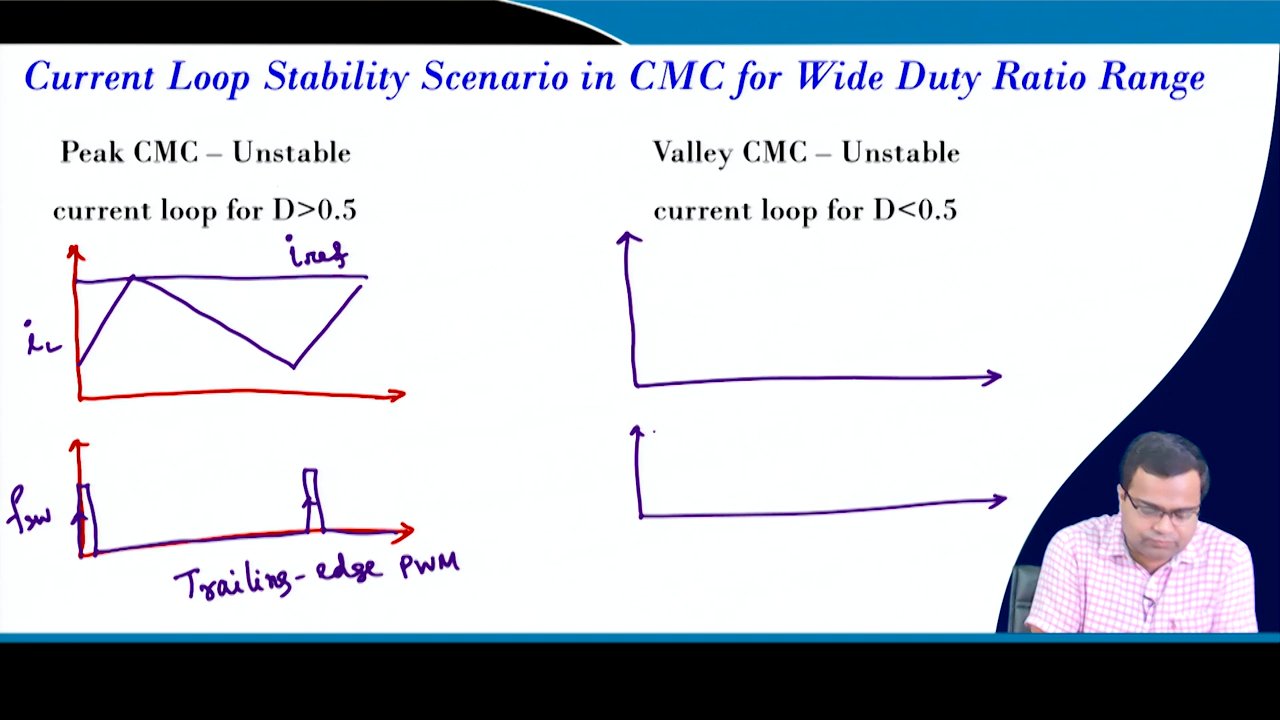 Current Loop Stability Scenario in CMC for Wide Duty Ratio Range
Peak CMC – Unstable
current loop for D>0.5
Valley CMC – Unstable
current loop for D<0.5
iref
iL
fsw
Trailing-edge PWM